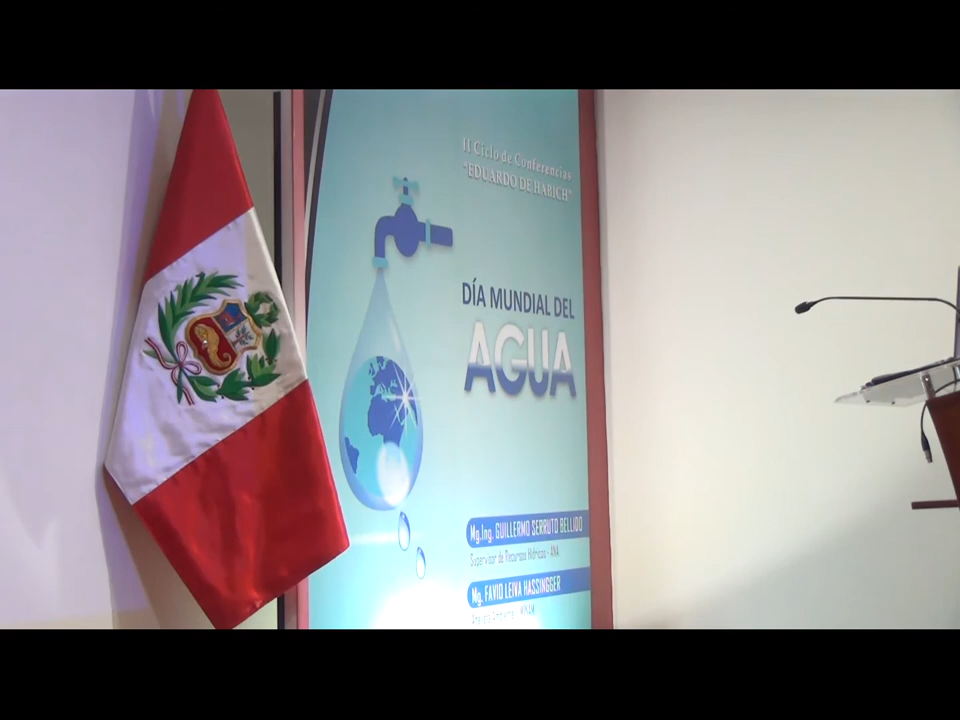 II Ciclo de Conferencias
"EDUARDO DE HABICH"
DÍA MUNDIAL DEL
AGUA
Mg.Ing. GUILLERMO SERRUTO BELLIDO
Supervisor de Recursos Hídricos - ANA
Mg. FAVIO LEIVA HASSINGGER